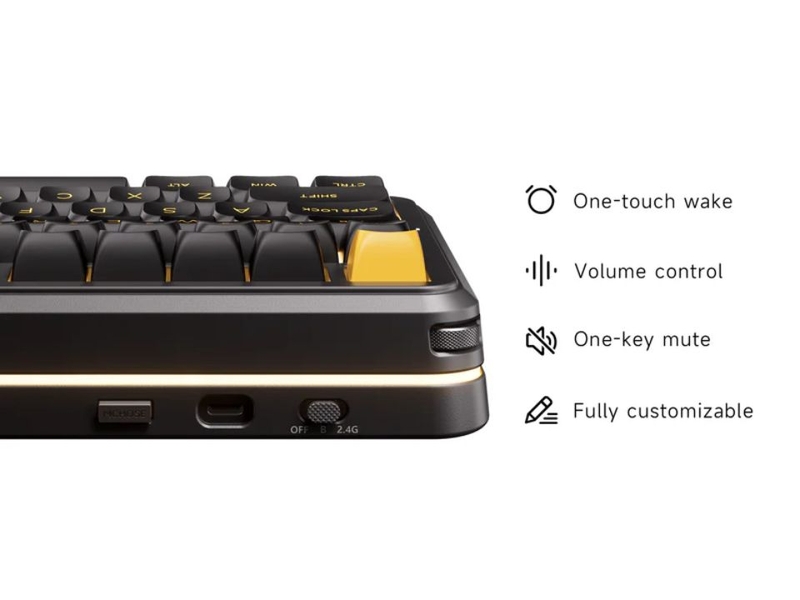 ALT
WIN
CTRL
C
X
Z
SHIFT
F
D
S
A
CAPS LOCK
OFF B 2.4G
One-touch wake
Volume control
One-key mute
Fully customizable